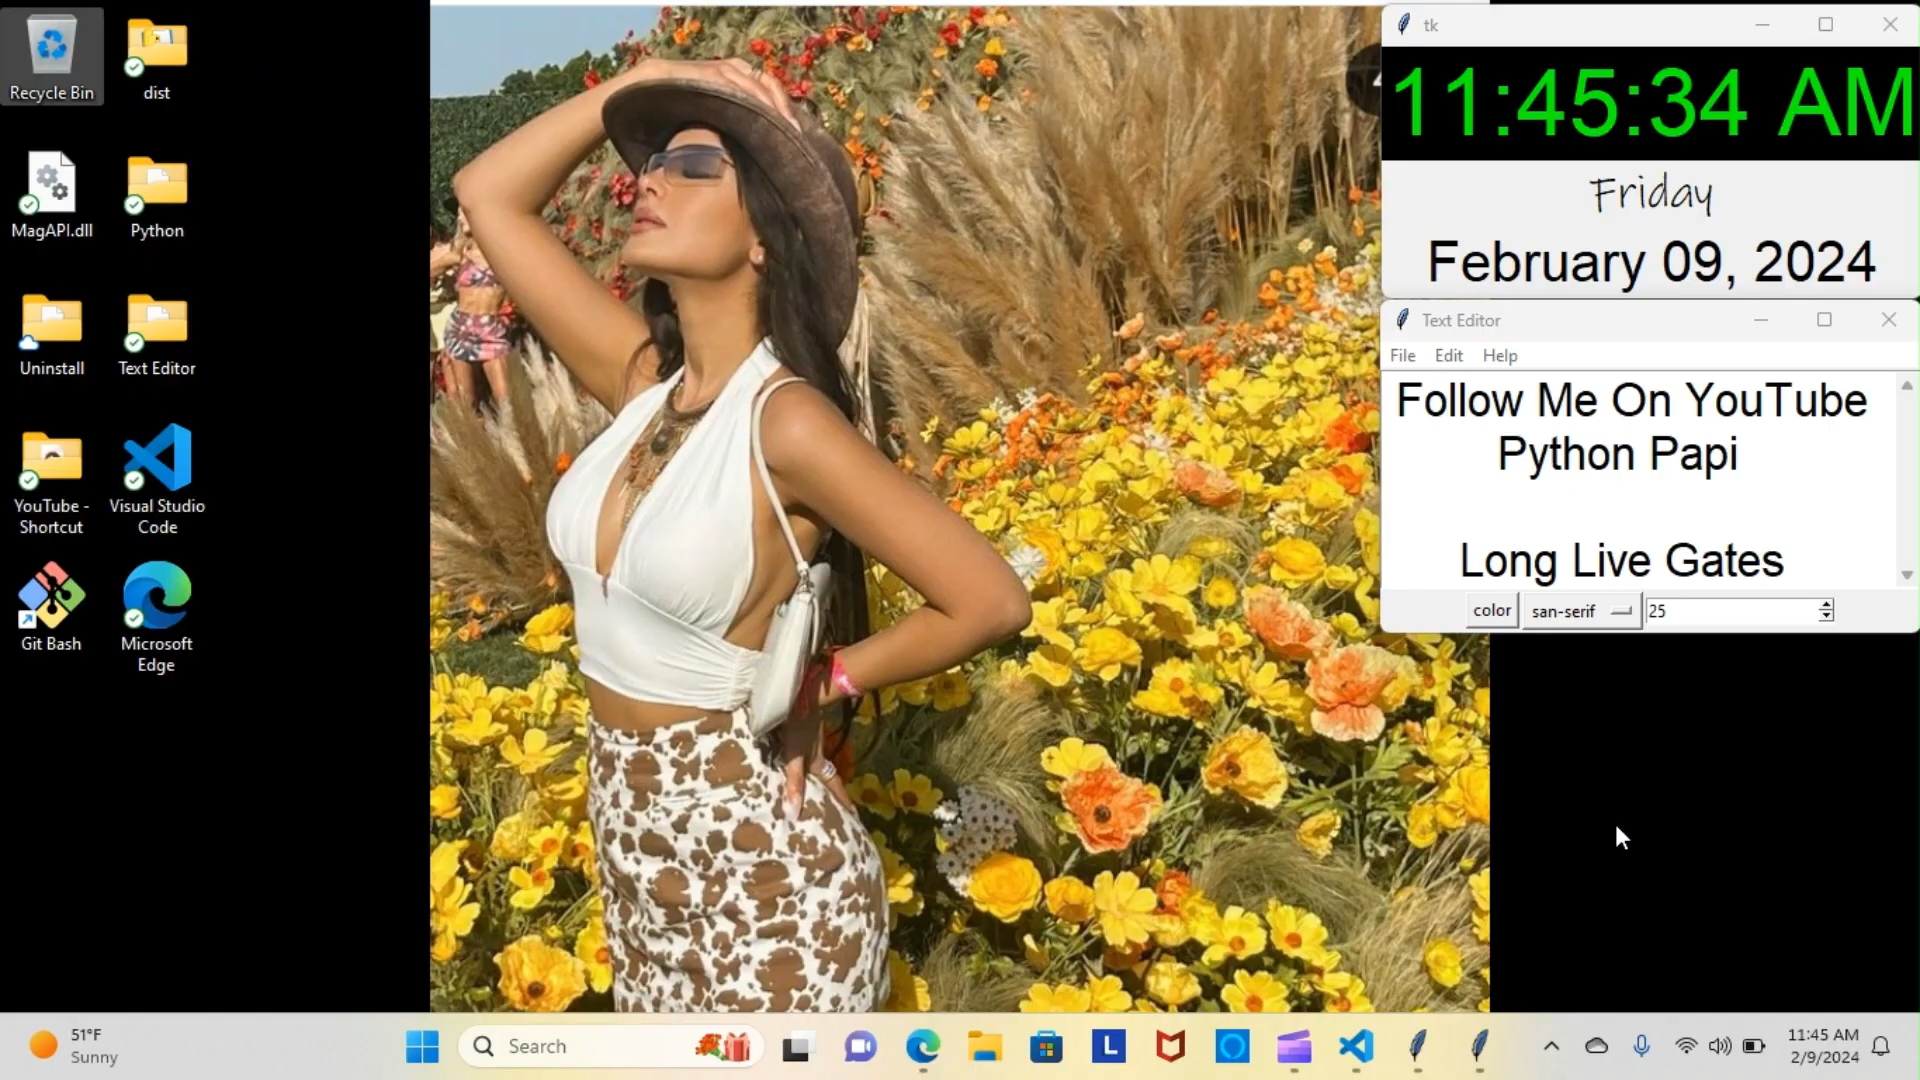 Recycle Bin
dist
MagAPI.dll
Python
Uninstall
Text Editor
YouTube -
Shortcut
Visual Studio
Code
Git Bash
Microsoft
Edge
tk
11:45:34 AM
Friday
February 09, 2024
Text Editor
File Edit Help
Follow Me On YouTube
Python Papi
Long Live Gates
color san-serif 25
51°F
Sunny
Search
L
11:45 AM
2/9/2024